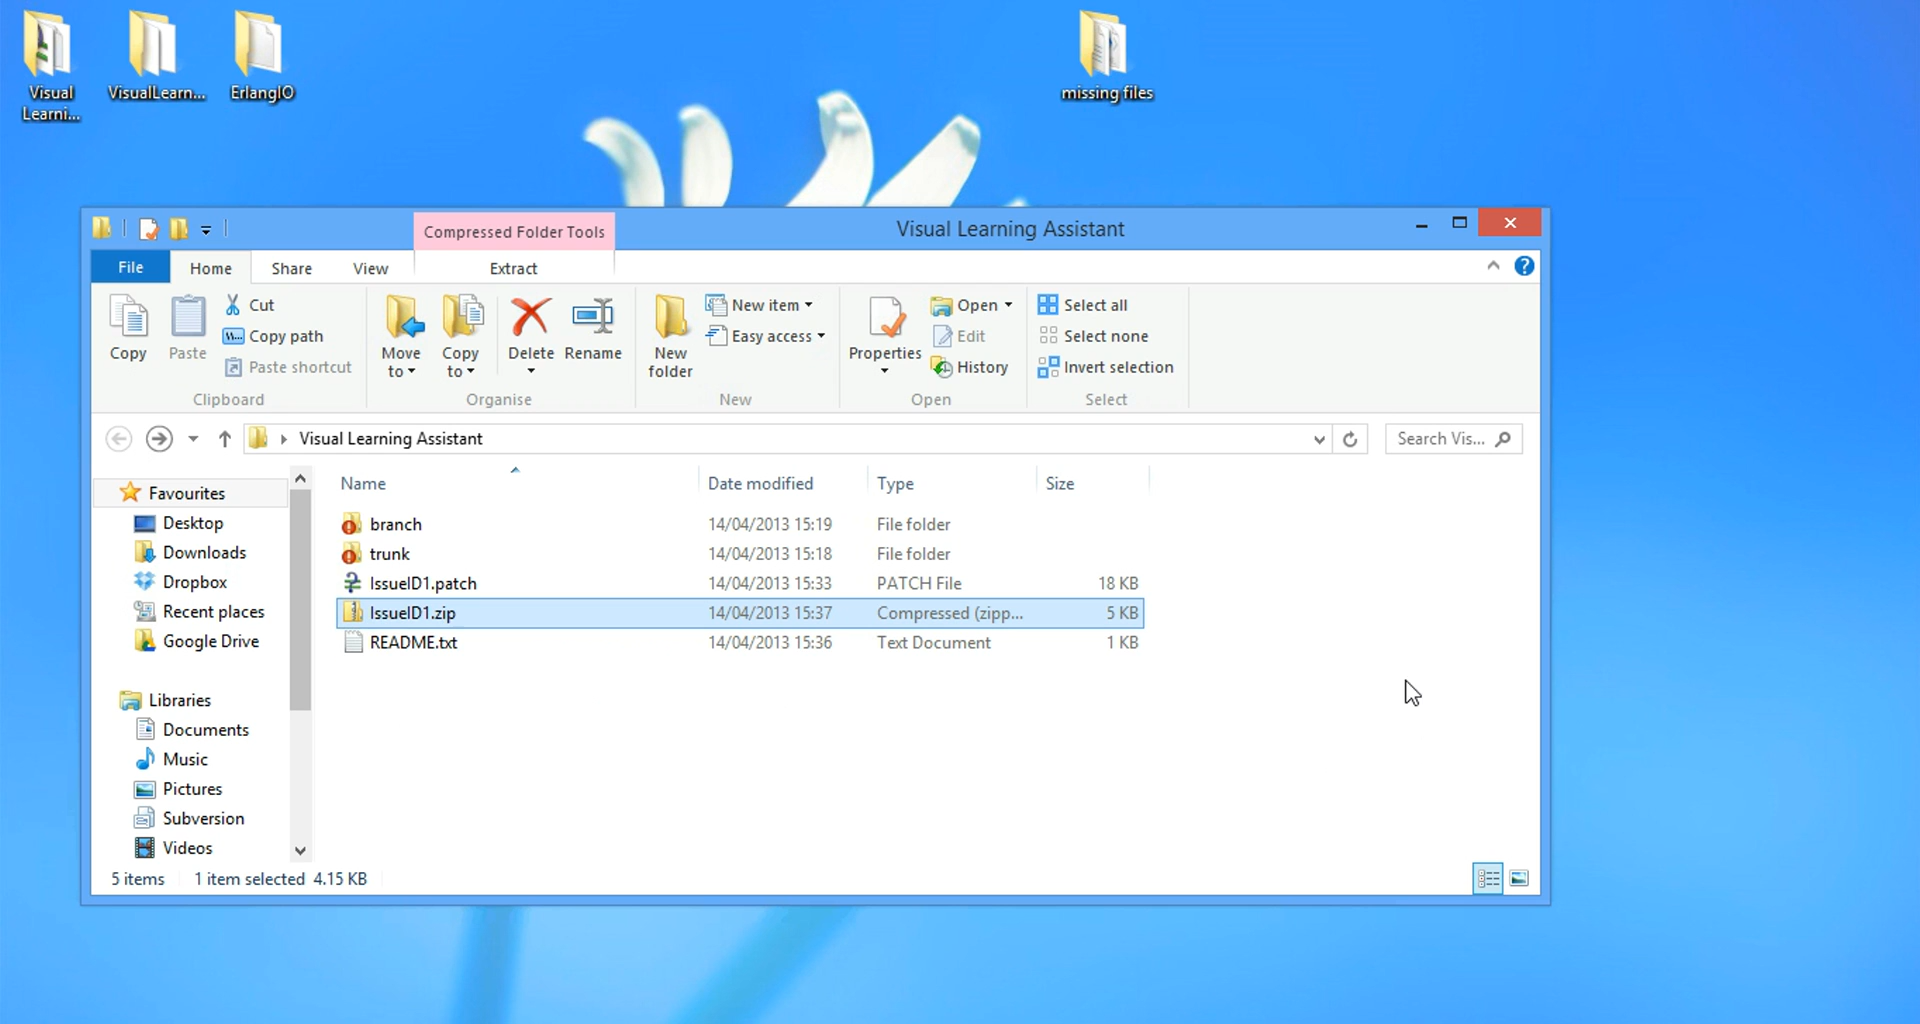 Visual
Learni...
VisualLearn...
ErlangIO
missing files
Compressed Folder Tools
Visual Learning Assistant
File
Home
Share
View
Extract
Copy
Paste
Cut
Copy path
Paste shortcut
Clipboard
Move
to
Copy
to
Delete
Rename
Organise
New
folder
New item
Easy access
New
Properties
Open
Edit
History
Open
Select all
Select none
Invert selection
Select
Visual Learning Assistant
Search Vis...
Favourites
Desktop
Downloads
Dropbox
Recent places
Google Drive
Libraries
Documents
Music
Pictures
Subversion
Videos
Name Date modified Type Size
branch 14/04/2013 15:19 File folder
trunk 14/04/2013 15:18 File folder
IssueID1.patch 14/04/2013 15:33 PATCH File 18 KB
IssueID1.zip 14/04/2013 15:37 Compressed (zipp... 5 KB
README.txt 14/04/2013 15:36 Text Document 1 KB
5 items 1 item selected 4.15 KB